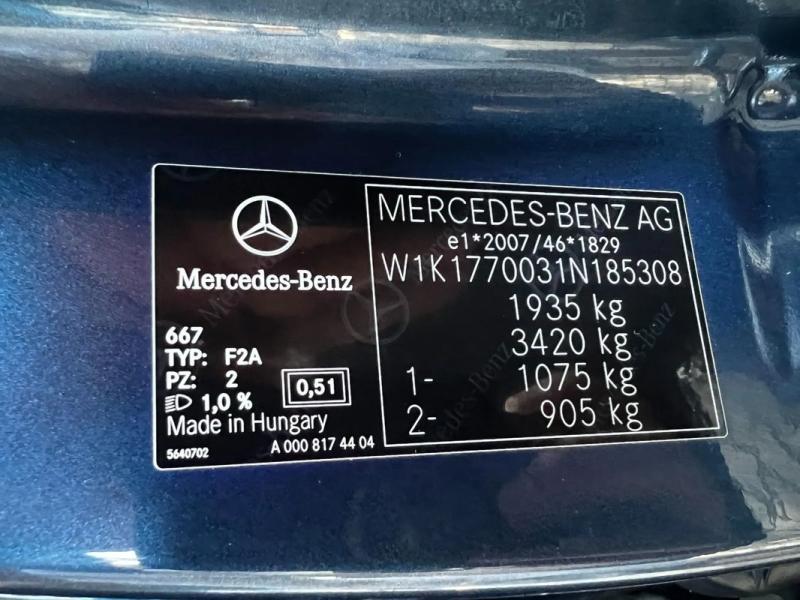 Mercedes-Benz
667
TYP: F2A
PZ: 2
1,0 %
0,51
Made in Hungary
5640702
A 000 817 44 04
MERCEDES-BENZ AG
e1*2007/46*1829
W1K1770031N185308
1935 kg
3420 kg
1- 1075 kg
2- 905 kg